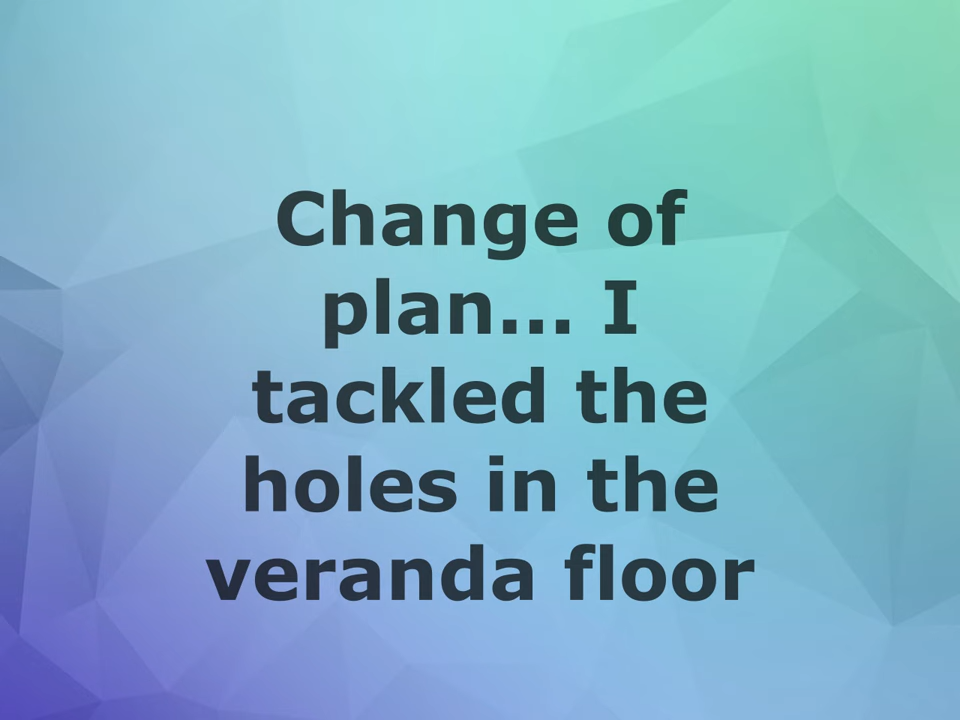 Change of
plan... I
tackled the
holes in the
veranda floor